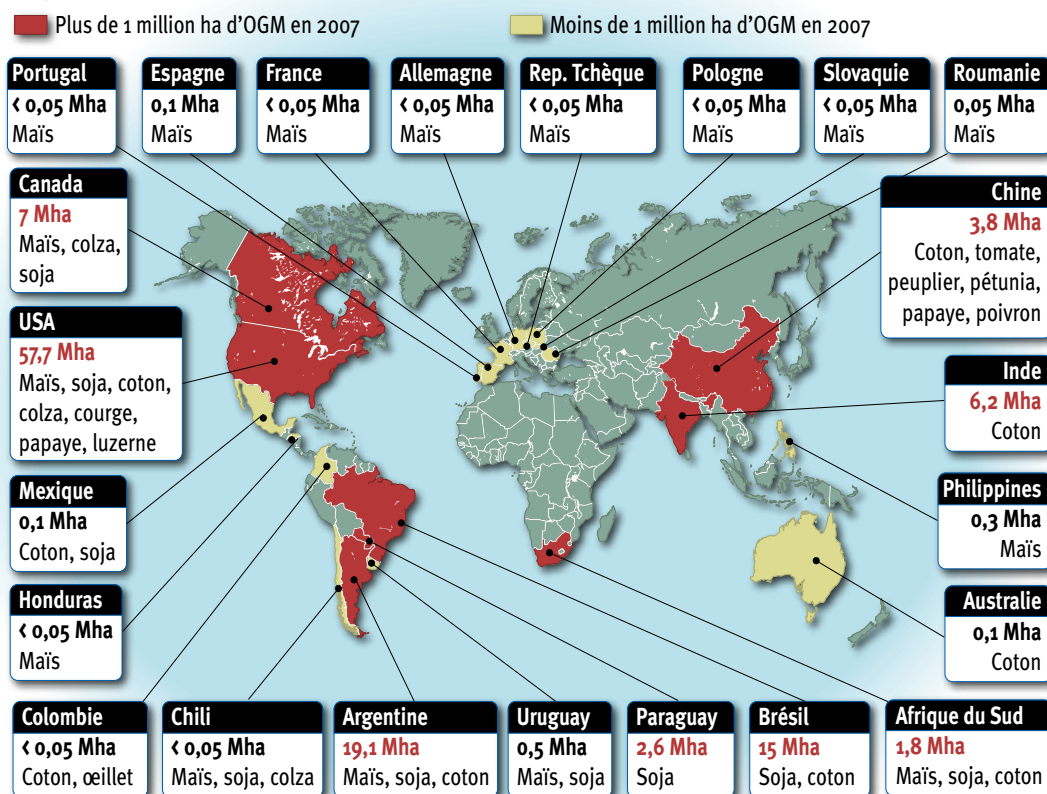 Plus de 1 million ha d'OGM en 2007
Moins de 1 million ha d'OGM en 2007
Portugal
< 0,05 Mha
Maïs
Espagne
0,1 Mha
Maïs
France
< 0,05 Mha
Maïs
Allemagne
< 0,05 Mha
Maïs
Rep. Tchèque
< 0,05 Mha
Maïs
Pologne
< 0,05 Mha
Maïs
Slovaquie
< 0,05 Mha
Maïs
Roumanie
0,05 Mha
Maïs
Canada
7 Mha
Maïs, colza,
soja
Chine
3,8 Mha
Coton, tomate,
peuplier, pétunia,
papaye, poivron
USA
57,7 Mha
Maïs, soja, coton,
colza, courge,
papaye, luzerne
Inde
6,2 Mha
Coton
Mexique
0,1 Mha
Coton, soja
Philippines
0,3 Mha
Maïs
Honduras
< 0,05 Mha
Maïs
Australie
0,1 Mha
Coton
Colombie
< 0,05 Mha
Coton, œillet
Chili
< 0,05 Mha
Maïs, soja, colza
Argentine
19,1 Mha
Maïs, soja, coton
Uruguay
0,5 Mha
Maïs, soja
Paraguay
2,6 Mha
Soja
Brésil
15 Mha
Soja, coton
Afrique du Sud
1,8 Mha
Maïs, soja, coton